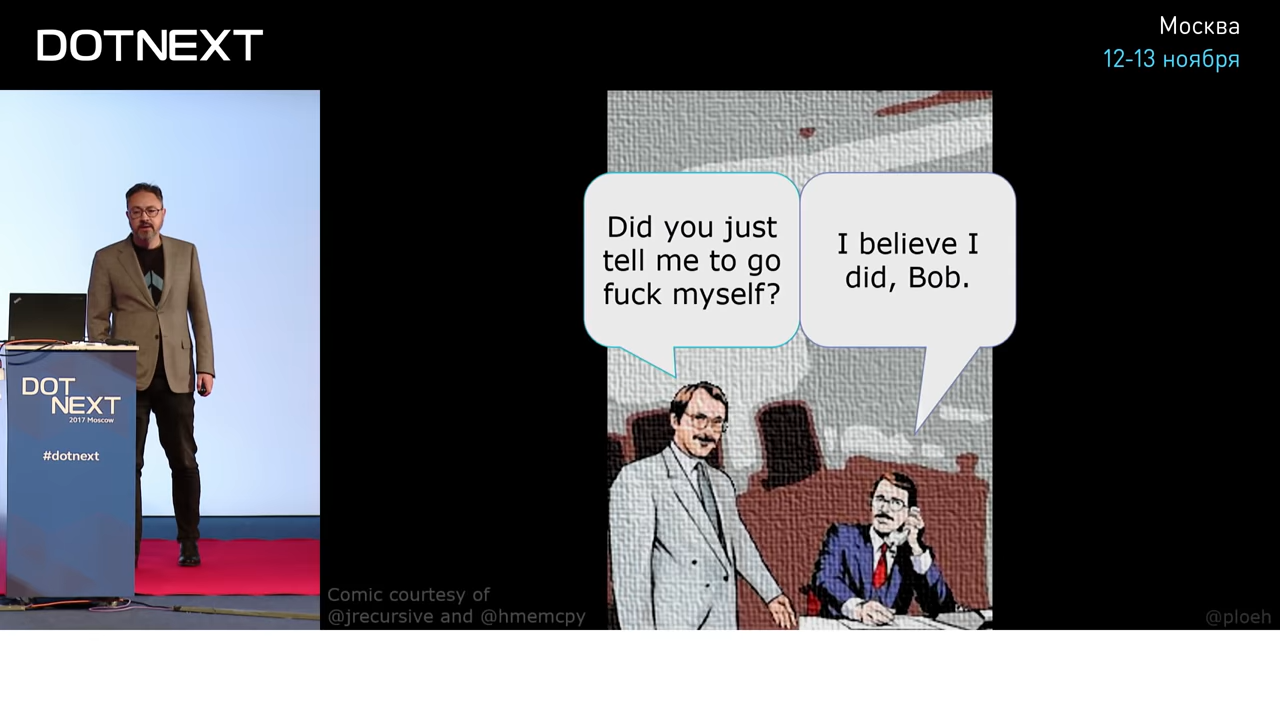 DOTNEXT
Москва
12-13 ноября
Did you just
tell me to go
fuck myself?
I believe I
did, Bob.
DOT
NEXT
2017 Moscow
#dotnext
Comic courtesy of
@jrecursive and @hmemcpy
@ploeh